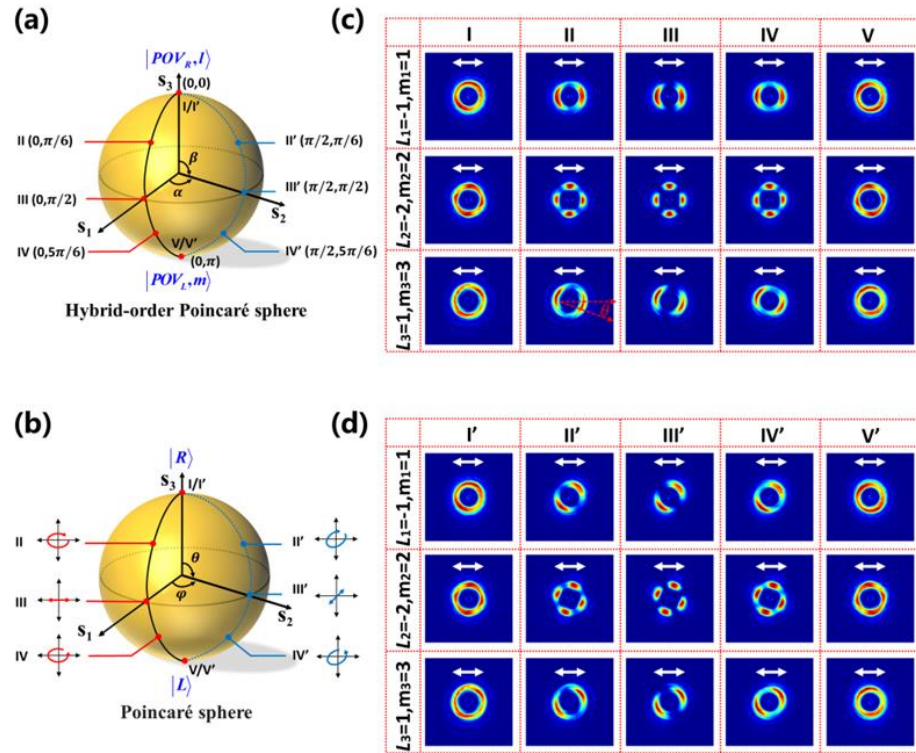 (a)
|POV_R, l⟩
S₃
(0,0)
I/I'
II (0,π/6)
II' (π/2,π/6)
β
III (0,π/2)
α
III' (π/2,π/2)
S₁
S₂
IV (0,5π/6)
V/V'
IV' (π/2,5π/6)
(0,π)
|POV_L, m⟩
Hybrid-order Poincaré sphere
(b)
|R⟩
S₃
I/I'
II
II'
θ
III
φ
III'
S₁
S₂
IV
V/V'
IV'
|L⟩
Poincaré sphere
(c)
I II III IV V
L₁=-1,m₁=1
L₂=-2,m₂=2
L₃=1,m₃=3
(d)
I' II' III' IV' V'
L₁=-1,m₁=1
L₂=-2,m₂=2
L₃=1,m₃=3